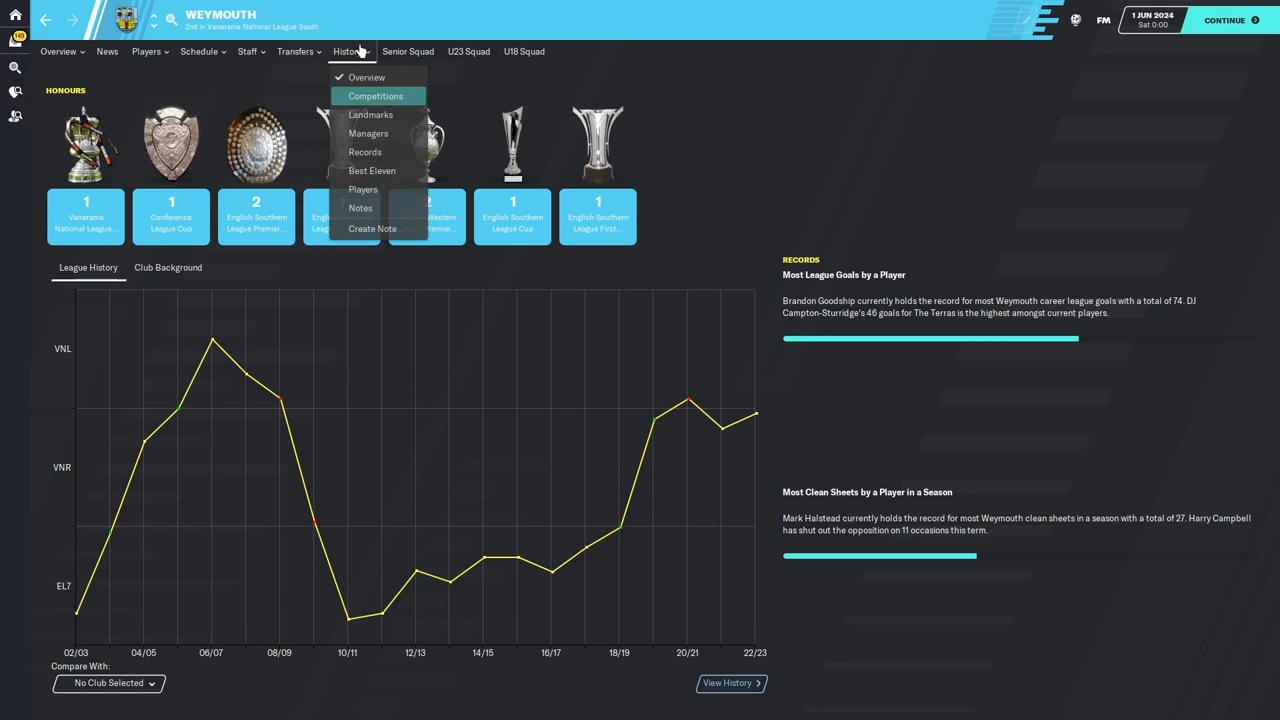 WEYMOUTH
2nd in Vanarama National League South
FM
1 JUN 2024
Sat 0:00
CONTINUE
149
Overview
News
Players
Schedule
Staff
Transfers
Senior Squad
U23 Squad
U18 Squad
Overview
Competitions
Landmarks
Managers
Records
Best Eleven
Players
Notes
Create Note
HONOURS
1
Vanarama
National League...
1
Conference
League Cup
2
English Southern
League Premier...
2
1
English Southern
League Cup
1
English Southern
League First...
League History
Club Background
VNL
VNR
EL7
02/03
04/05
06/07
08/09
10/11
12/13
14/15
16/17
18/19
20/21
22/23
Compare With:
No Club Selected
View History
RECORDS
Most League Goals by a Player
Brandon Goodship currently holds the record for most Weymouth career league goals with a total of 74. DJ
Campton-Sturridge's 46 goals for The Terras is the highest amongst current players.
Most Clean Sheets by a Player in a Season
Mark Halstead currently holds the record for most Weymouth clean sheets in a season with a total of 27. Harry Campbell
has shut out the opposition on 11 occasions this term.